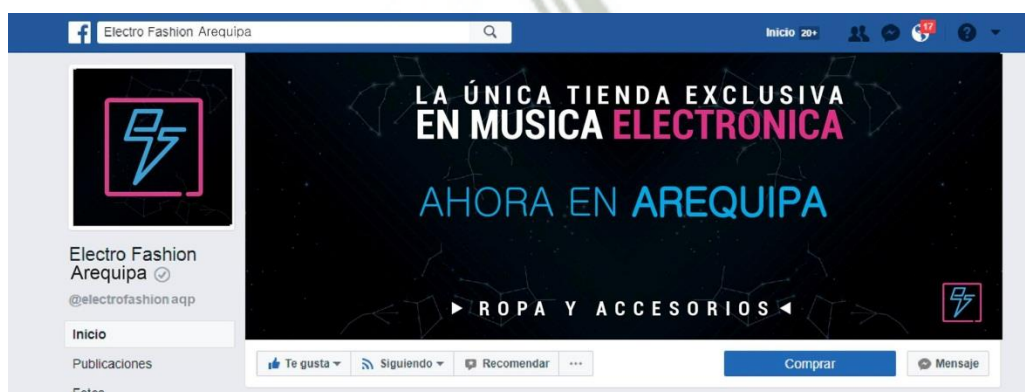 Electro Fashion Arequipa
Inicio 20+
17
LA ÚNICA TIENDA EXCLUSIVA
EN MUSICA ELECTRONICA
AHORA EN AREQUIPA
ROPA Y ACCESORIOS
Electro Fashion
Arequipa
@electrofashionaqp
Inicio
Publicaciones
Te gusta Siguiendo Recomendar ... Comprar Mensaje